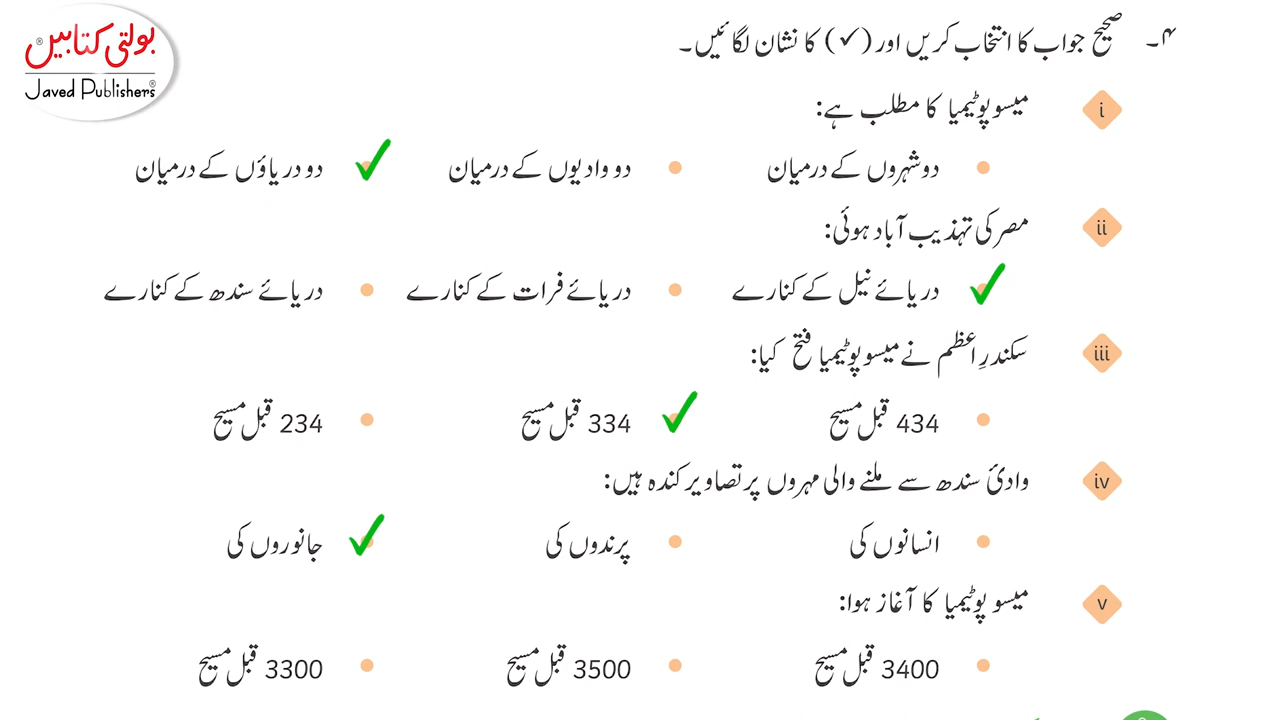 بولتی کتابیں
Javed Publishers
۴۔ صحیح جواب کا انتخاب کریں اور (✓) کا نشان لگائیں۔
i میسوپوٹیمیا کا مطلب ہے:
دو شہروں کے درمیان دو وادیوں کے درمیان دو دریاؤں کے درمیان
ii مصر کی تہذیب آباد ہوئی:
دریائے نیل کے کنارے دریائے فرات کے کنارے دریائے سندھ کے کنارے
iii سکندرِ اعظم نے میسوپوٹیمیا فتح کیا:
434 قبل مسیح 334 قبل مسیح 234 قبل مسیح
iv وادیٔ سندھ سے ملنے والی مہروں پر تصاویر کندہ ہیں:
انسانوں کی پرندوں کی جانوروں کی
v میسوپوٹیمیا کا آغاز ہوا:
3400 قبل مسیح 3500 قبل مسیح 3300 قبل مسیح